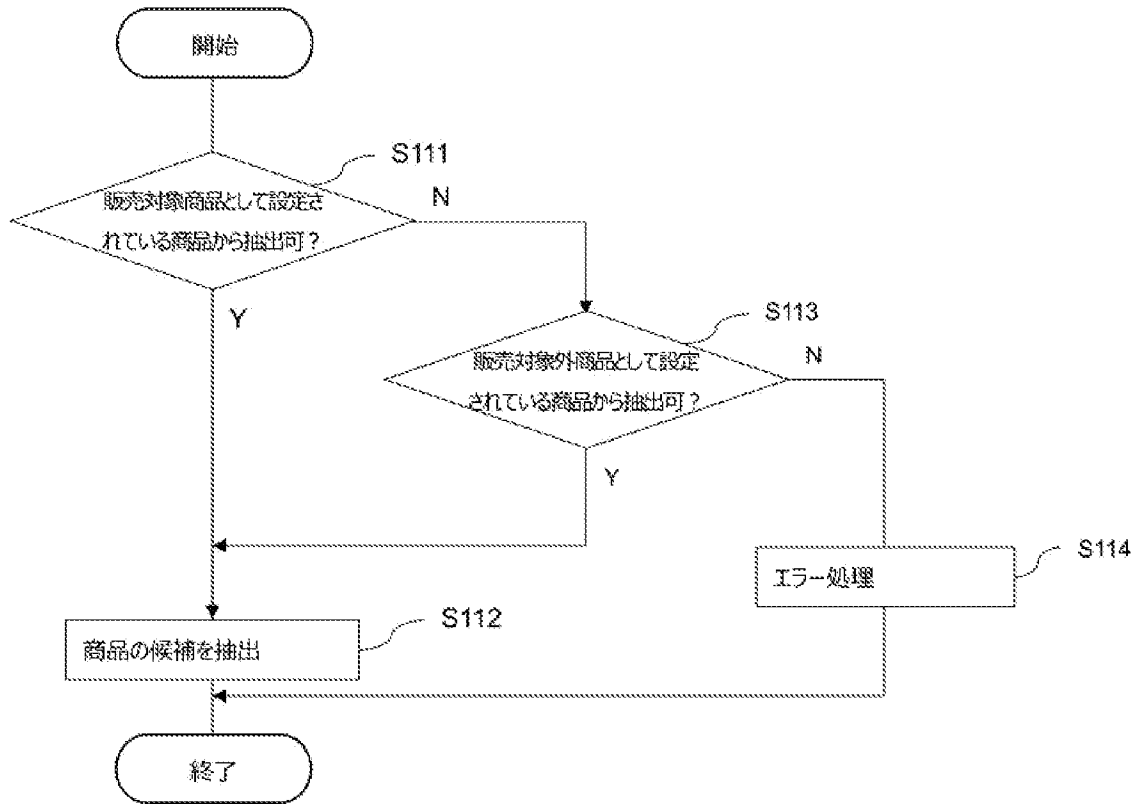 開始
S111
販売対象商品として設定さ
れている商品から抽出可？
N
Y
S113
販売対象外商品として設定
されている商品から抽出可？
N
Y
S114
エラー処理
S112
商品の候補を抽出
終了